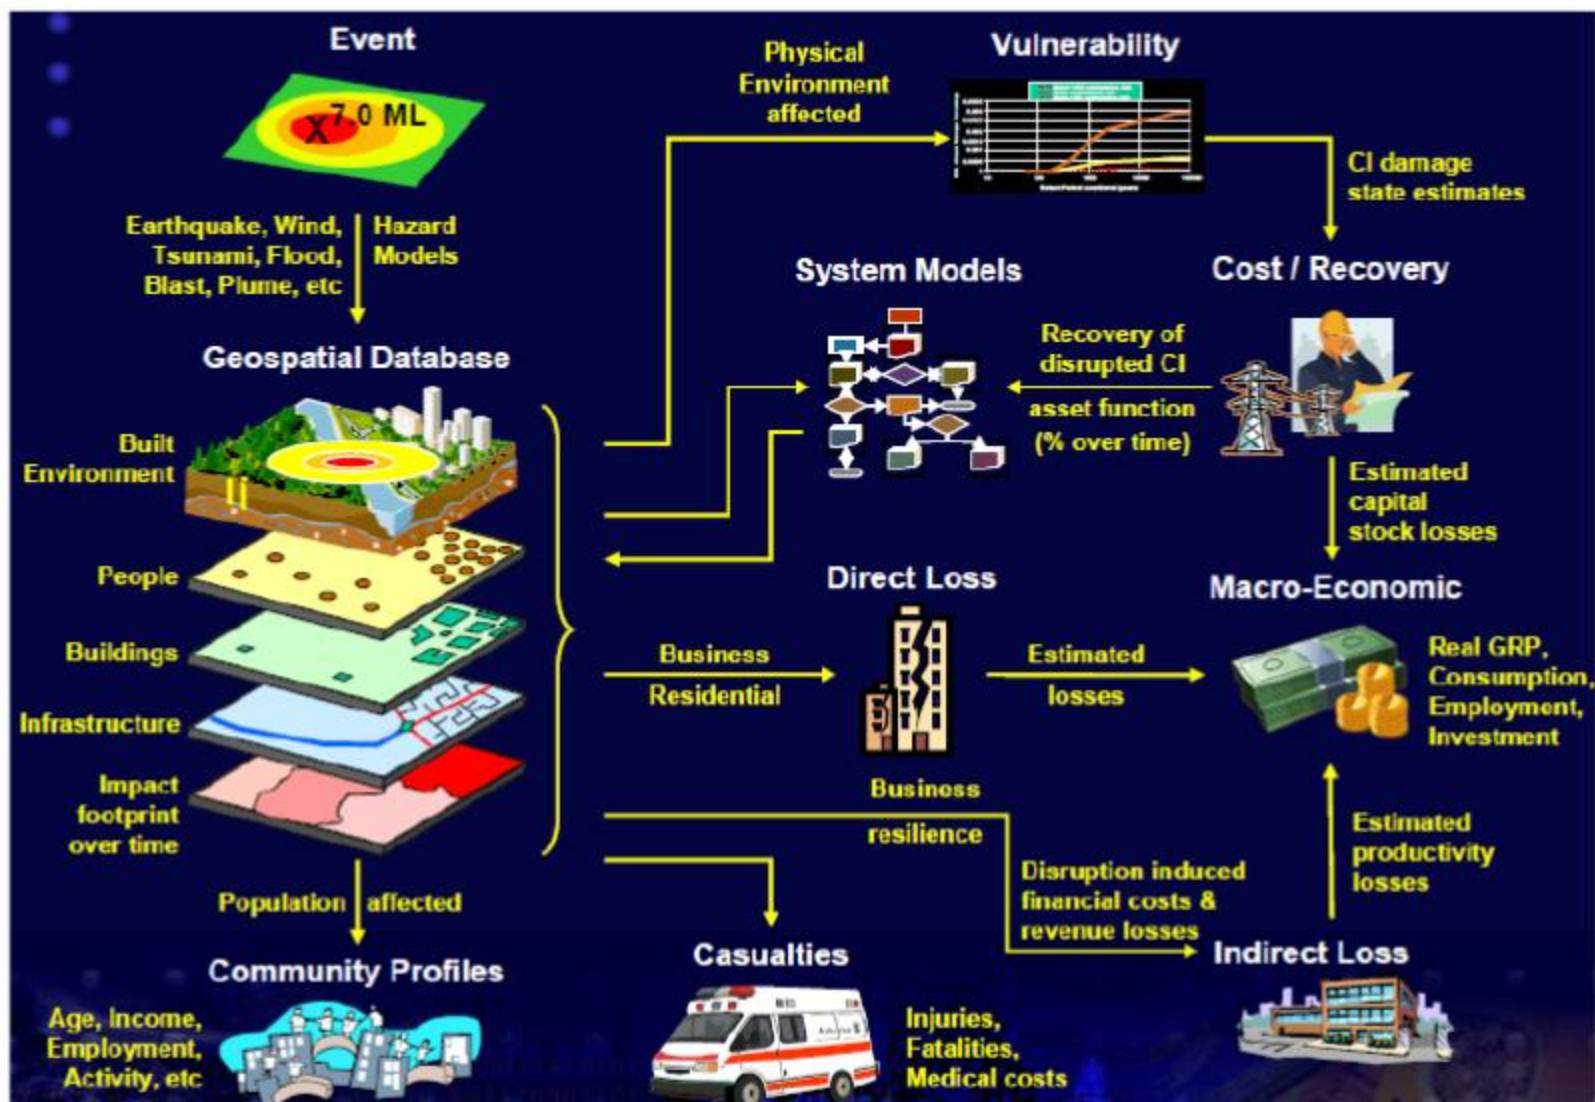 Event
X 7.0 ML
Earthquake, Wind,
Tsunami, Flood,
Blast, Plume, etc
Hazard
Models
Geospatial Database
Built
Environment
People
Buildings
Infrastructure
Impact
footprint
over time
Population affected
Community Profiles
Age, Income,
Employment,
Activity, etc
Physical
Environment
affected
Vulnerability
CI damage
state estimates
System Models
Cost / Recovery
Recovery of
disrupted CI
asset function
(% over time)
Estimated
capital
stock losses
Direct Loss
Business
Residential
Estimated
losses
Macro-Economic
Real GRP,
Consumption,
Employment,
Investment
Business
resilience
Disruption induced
financial costs &
revenue losses
Estimated
productivity
losses
Casualties
Injuries,
Fatalities,
Medical costs
Indirect Loss